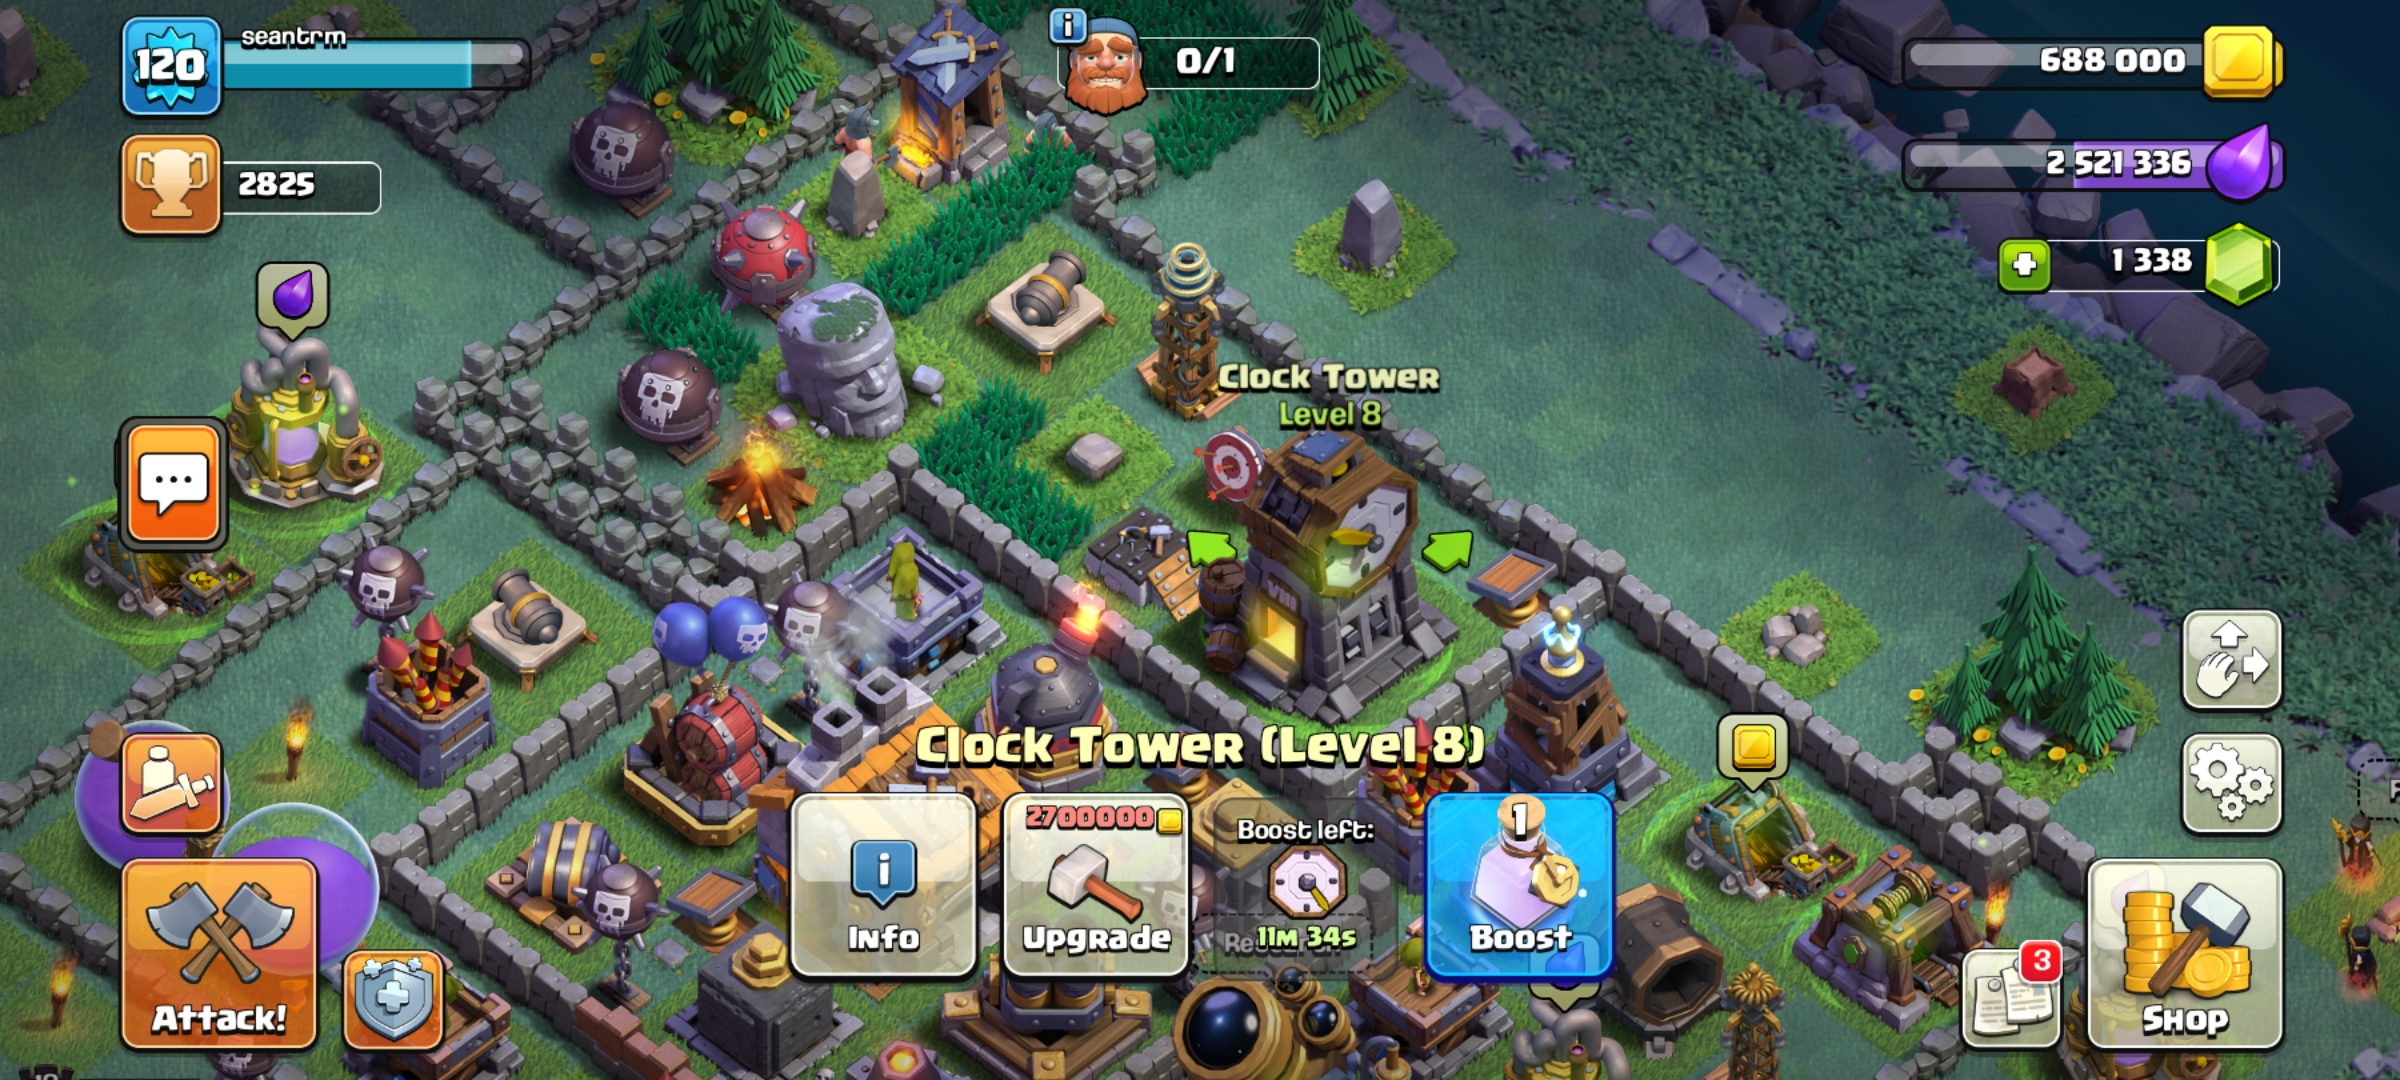 120
seantrm
0/1
688 000
2825
2 521 336
1 338
Clock Tower
Level 8
VIII
Clock Tower (Level 8)
2700000
Boost left:
1
Info
Upgrade
11M 34s
Boost
3
Attack!
Shop